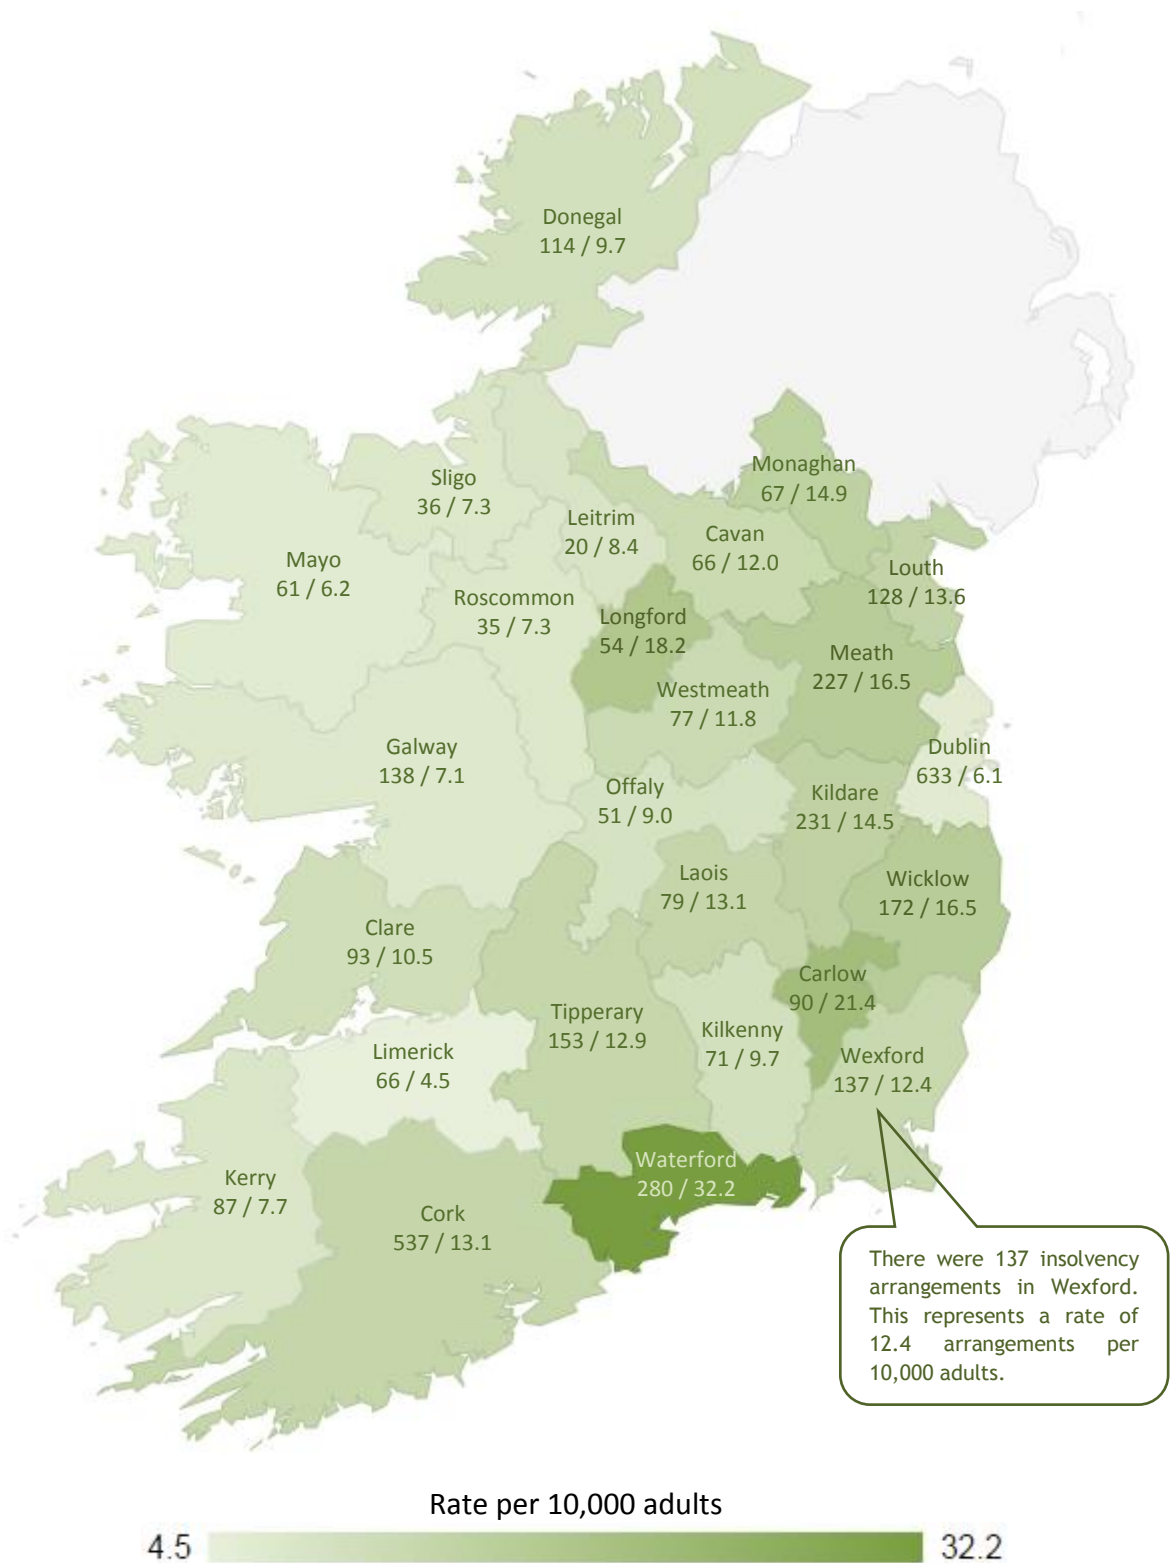 Donegal
114 / 9.7
Monaghan
67 / 14.9
Sligo
36 / 7.3
Leitrim
20 / 8.4
Cavan
66 / 12.0
Mayo
61 / 6.2
Louth
128 / 13.6
Roscommon
35 / 7.3
Longford
54 / 18.2
Meath
227 / 16.5
Westmeath
77 / 11.8
Galway
138 / 7.1
Dublin
633 / 6.1
Offaly
51 / 9.0
Kildare
231 / 14.5
Laois
79 / 13.1
Wicklow
172 / 16.5
Clare
93 / 10.5
Carlow
90 / 21.4
Tipperary
153 / 12.9
Kilkenny
71 / 9.7
Limerick
66 / 4.5
Wexford
137 / 12.4
Waterford
280 / 32.2
Kerry
87 / 7.7
Cork
537 / 13.1
There were 137 insolvency
arrangements in Wexford.
This represents a rate of
12.4 arrangements per
10,000 adults.
Rate per 10,000 adults
4.5
32.2